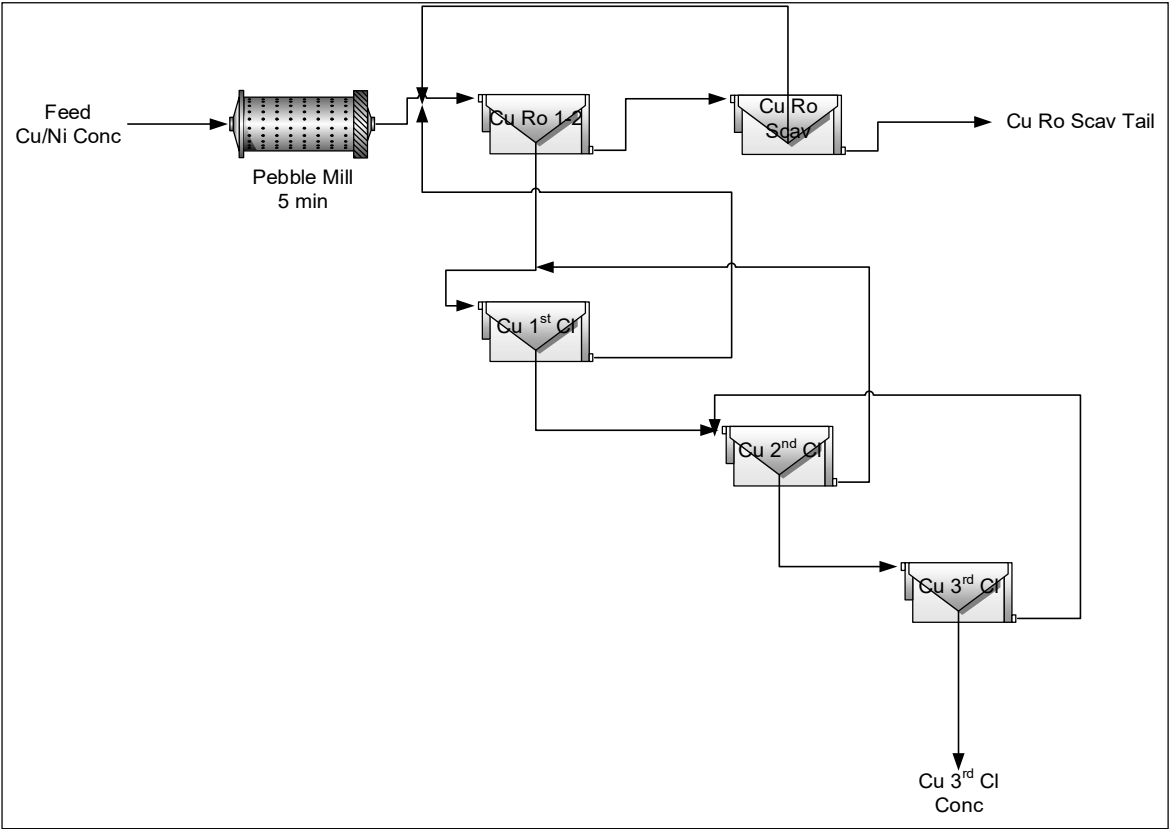 Feed
Cu/Ni Conc
Pebble Mill
5 min
Cu Ro 1-2
Cu Ro
Scav
Cu Ro Scav Tail
Cu 1st Cl
Cu 2nd Cl
Cu 3rd Cl
Cu 3rd Cl
Conc